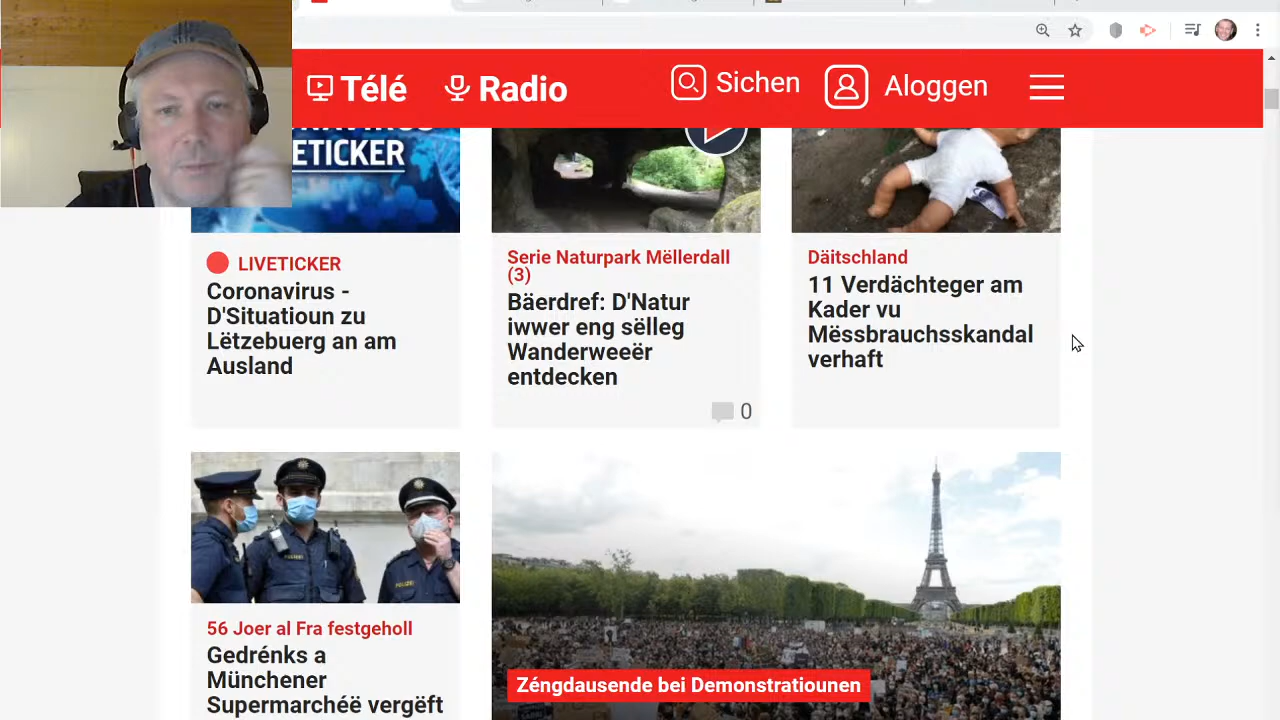 Télé
Radio
Sichen
Aloggen
ETICKER
LIVETICKER
Coronavirus -
D'Situatioun zu
Lëtzebuerg an am
Ausland
Serie Naturpark Mëllerdall
(3)
Bäerdref: D'Natur
iwwer eng sëlleg
Wanderweeër
entdecken
0
Däitschland
11 Verdächteger am
Kader vu
Mëssbrauchsskandal
verhaft
56 Joer al Fra festgeholl
Gedrénks a
Münchener
Supermarchéë vergëft
Zéngdausende bei Demonstratiounen